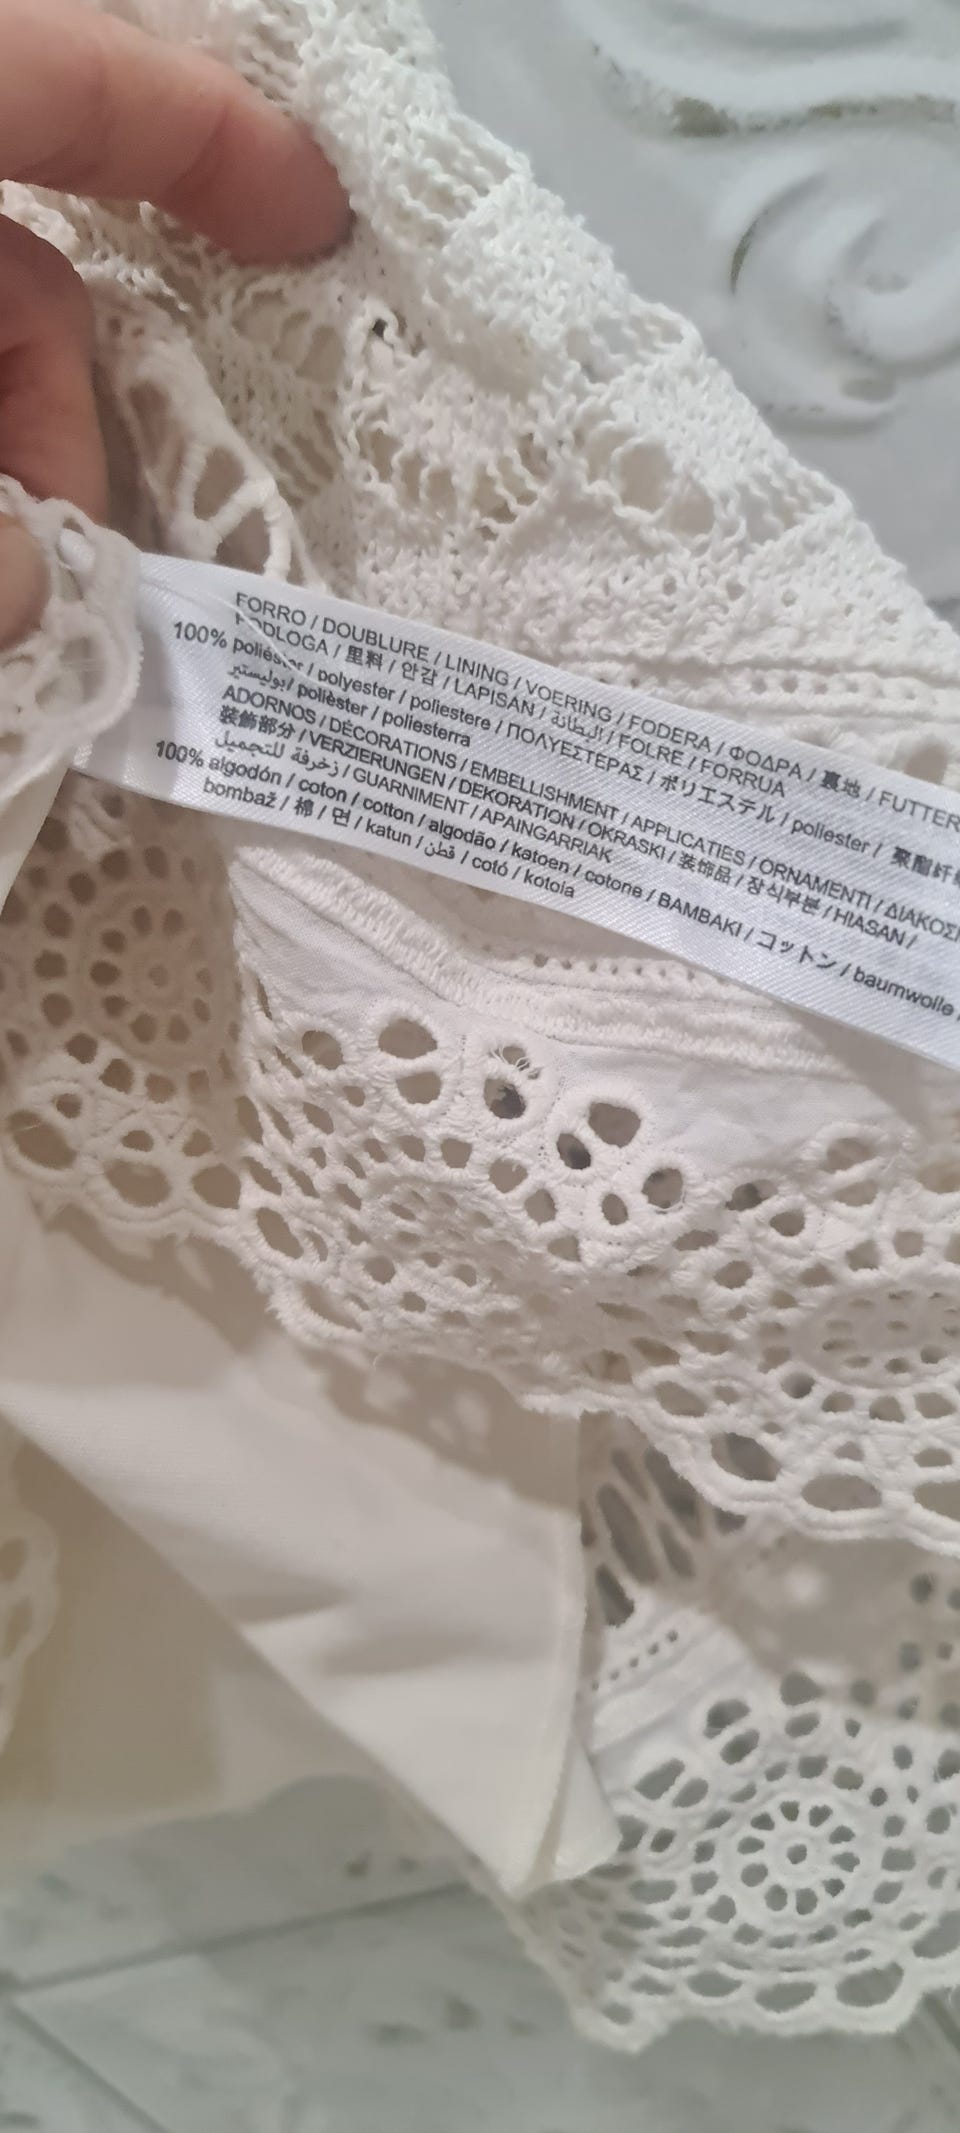 FORRO / DOUBLURE / LINING / VOERING / FODERA / ΦΟΔΡΑ / 裏地 / FUTTER
PODLOGA / 里料 / 안감 / LAPISAN / البطانة / FOLRE / FORRUA
100% poliéster / polyester / poliestere / ΠΟΛΥΕΣΤΕΡΑΣ / ポリエステル / poliester / 聚酯纤维
بوليستير / polièster / poliesterra
ADORNOS / DÉCORATIONS / EMBELLISHMENT / APPLICATIES / ORNAMENTI / ΔΙΑΚΟΣΜ
装飾部分 / VERZIERUNGEN / DEKORATION / OKRASKI / 装饰品 / 장식부분 / HIASAN /
زخرفة للتجميل / GUARNIMENT / APAINGARRIAK
100% algodón / coton / cotton / algodão / katoen / cotone / BAMBAKI / コットン / baumwolle /
bombaž / 棉 / 면 / katun / قطن / cotó / kotoia